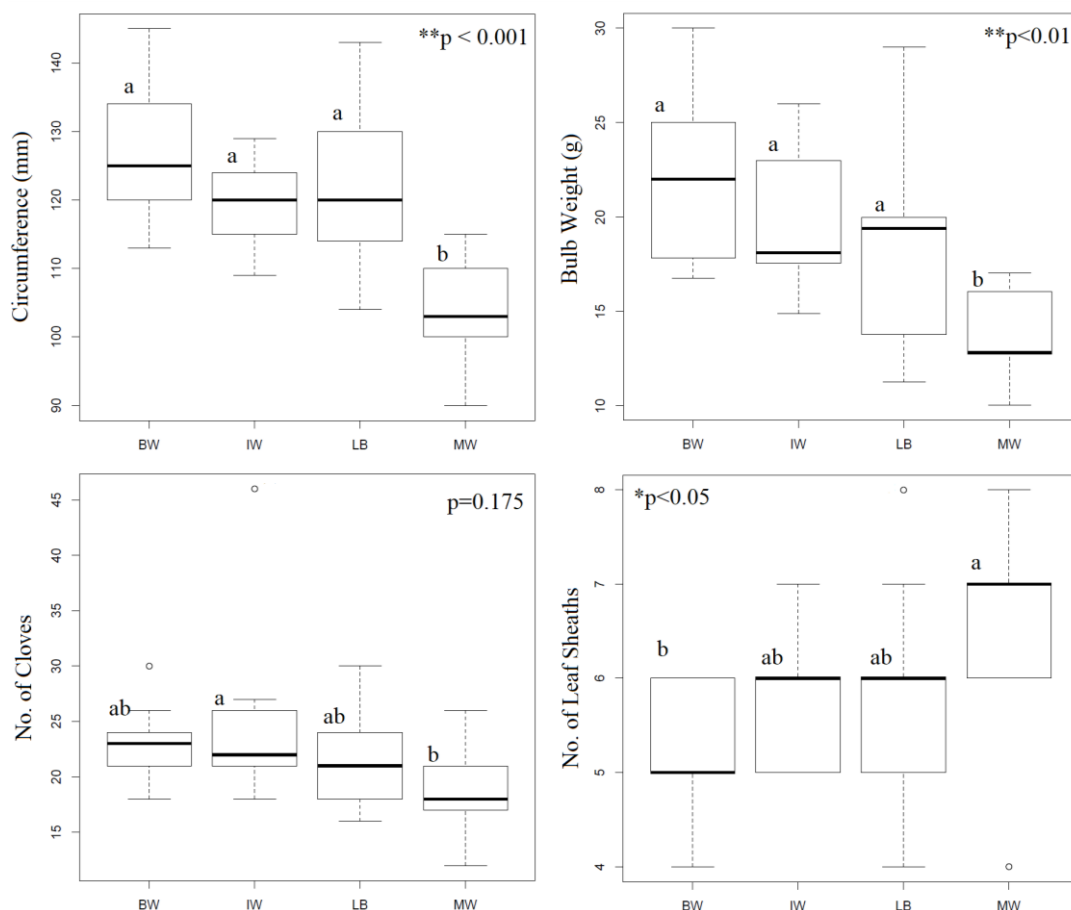 **p < 0.001
Circumference (mm)
140
130
120
110
100
90
a
a
a
b
BW IW LB MW
**p<0.01
Bulb Weight (g)
30
25
20
15
10
a
a
a
b
BW IW LB MW
p=0.175
No. of Cloves
45
40
35
30
25
20
15
ab
a
ab
b
BW IW LB MW
*p<0.05
No. of Leaf Sheaths
8
7
6
5
4
b
ab
ab
a
BW IW LB MW